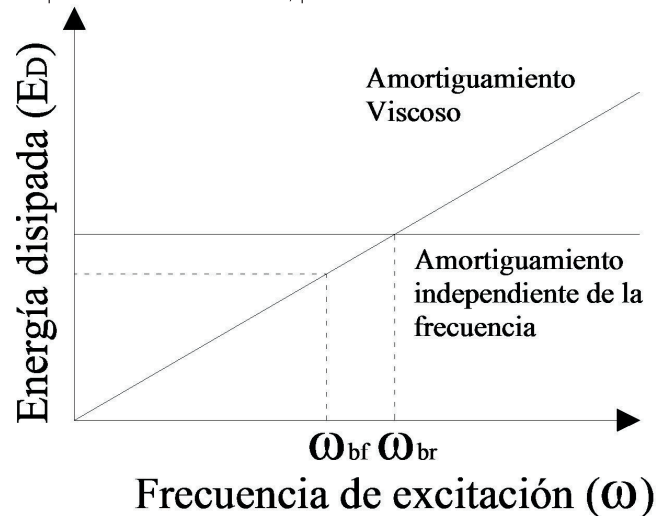 Energía disipada (ED)
Amortiguamiento
Viscoso
Amortiguamiento
independiente de la
frecuencia
ωbf ωbr
Frecuencia de excitación (ω)